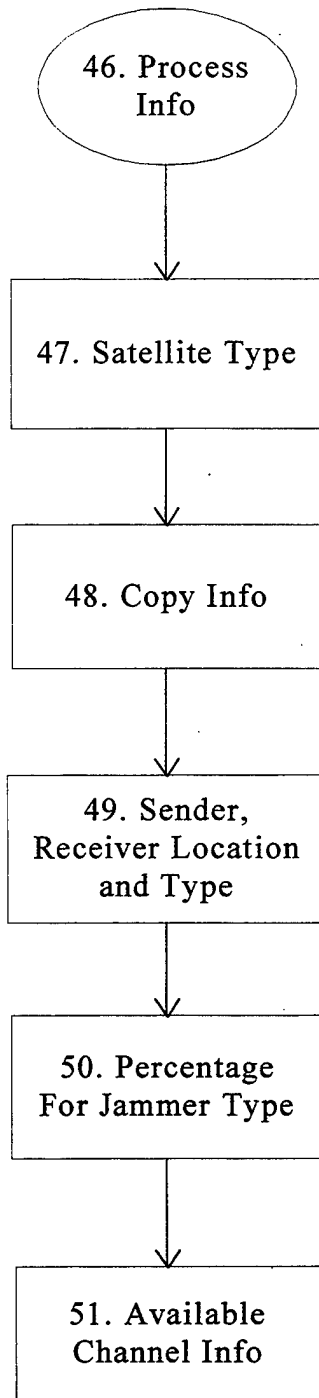 46. Process
Info
47. Satellite Type
48. Copy Info
49. Sender,
Receiver Location
and Type
50. Percentage
For Jammer Type
51. Available
Channel Info